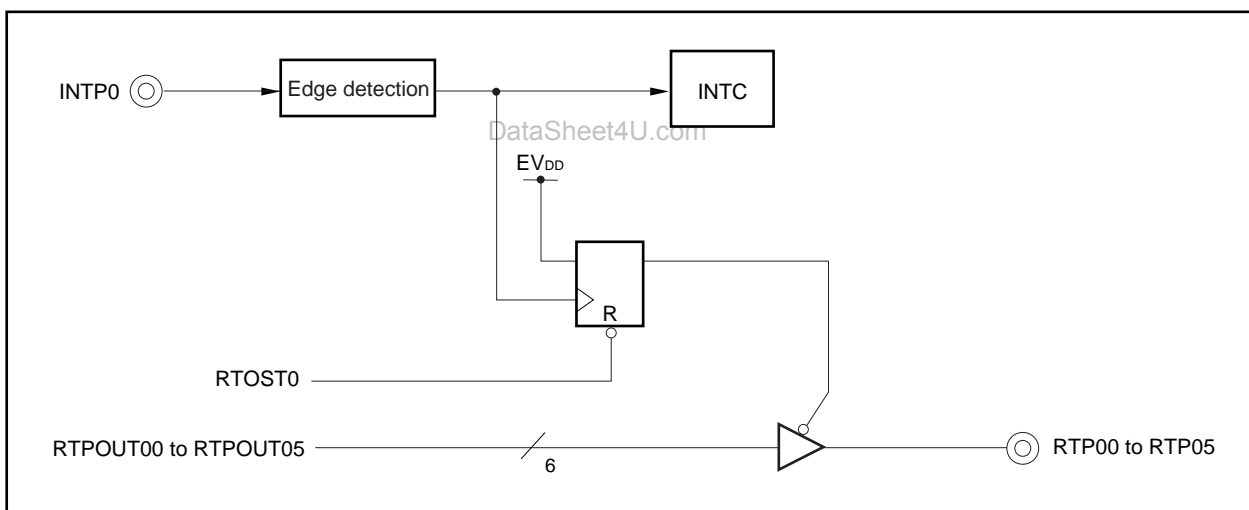 INTP0
Edge detection
INTC
DataSheet4U.com
EVDD
R
RTOST0
RTPOUT00 to RTPOUT05
6
RTP00 to RTP05